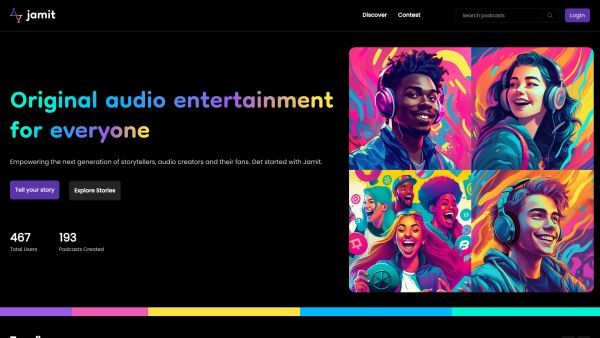 jamit
Discover
Contest
Search podcasts
Login
Original audio entertainment
for everyone
Empowering the next generation of storytellers, audio creators and their fans. Get started with Jamit.
Tell your story
Explore Stories
467
193
Total Users
Podcasts Created